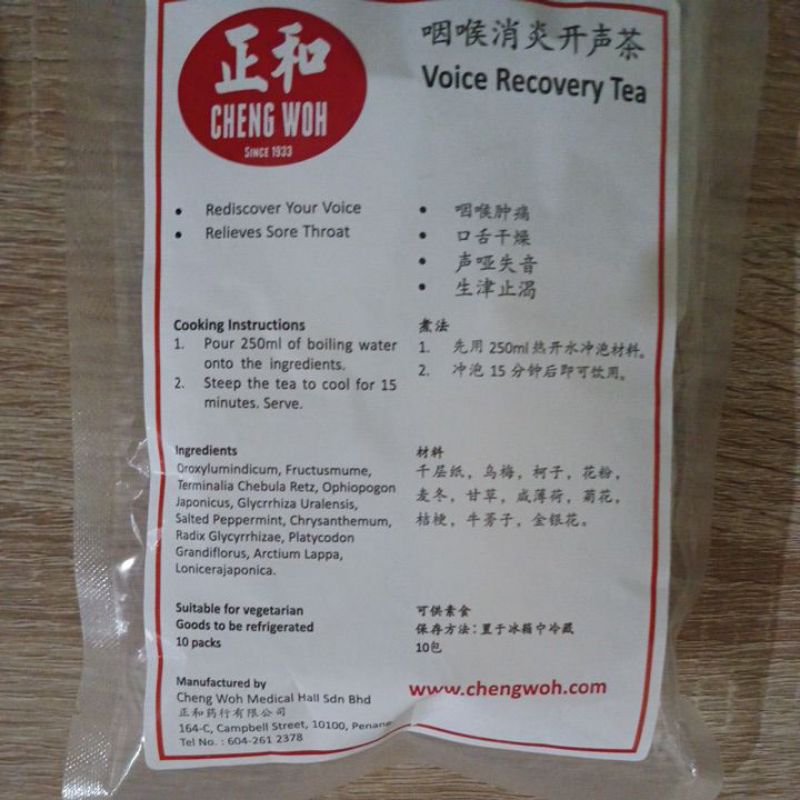 正和
CHENG WOH
SINCE 1933
咽喉消炎开声茶
Voice Recovery Tea
• Rediscover Your Voice
• Relieves Sore Throat
• 咽喉肿痛
• 口舌干燥
• 声哑失音
• 生津止渴
Cooking Instructions
1. Pour 250ml of boiling water
onto the ingredients.
2. Steep the tea to cool for 15
minutes. Serve.
煮法
1. 先用 250ml 热开水冲泡材料。
2. 冲泡 15 分钟后即可饮用。
Ingredients
Oroxylumindicum, Fructusmume,
Terminalia Chebula Retz, Ophiopogon
Japonicus, Glycrrhiza Uralensis,
Salted Peppermint, Chrysanthemum,
Radix Glycyrrhizae, Platycodon
Grandiflorus, Arctium Lappa,
Lonicerajaponica.
材料
千层纸，乌梅，柯子，花粉，
麦冬，甘草，咸薄荷，菊花，
桔梗，牛蒡子，金银花。
Suitable for vegetarian
Goods to be refrigerated
10 packs
可供素食
保存方法：置于冰箱宁冷藏
10包
Manufactured by
Cheng Woh Medical Hall Sdn Bhd
正和药行有限公司
164-C, Campbell Street, 10100, Penang
Tel No. : 604-261 2378
www.chengwoh.com